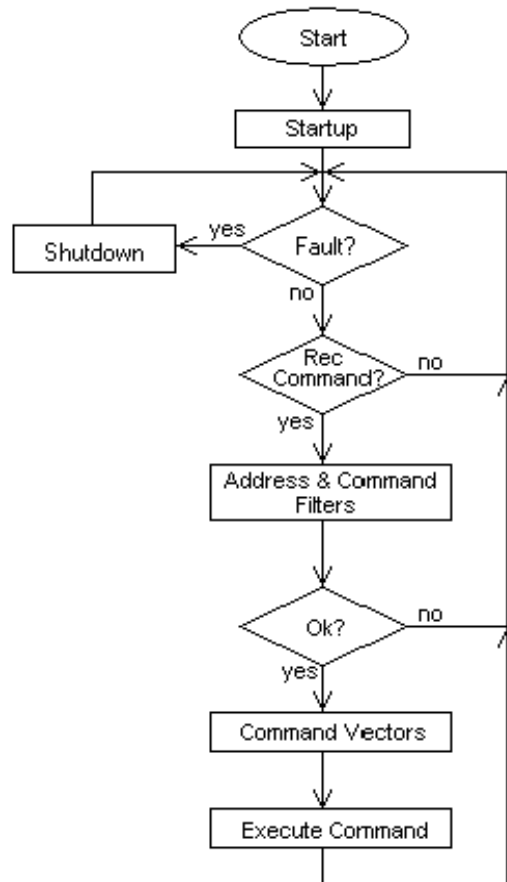 Start
Startup
yes
Shutdown
Fault?
no
Rec
Command?
no
yes
Address & Command
Filters
Ok?
no
yes
Command Vectors
Execute Command